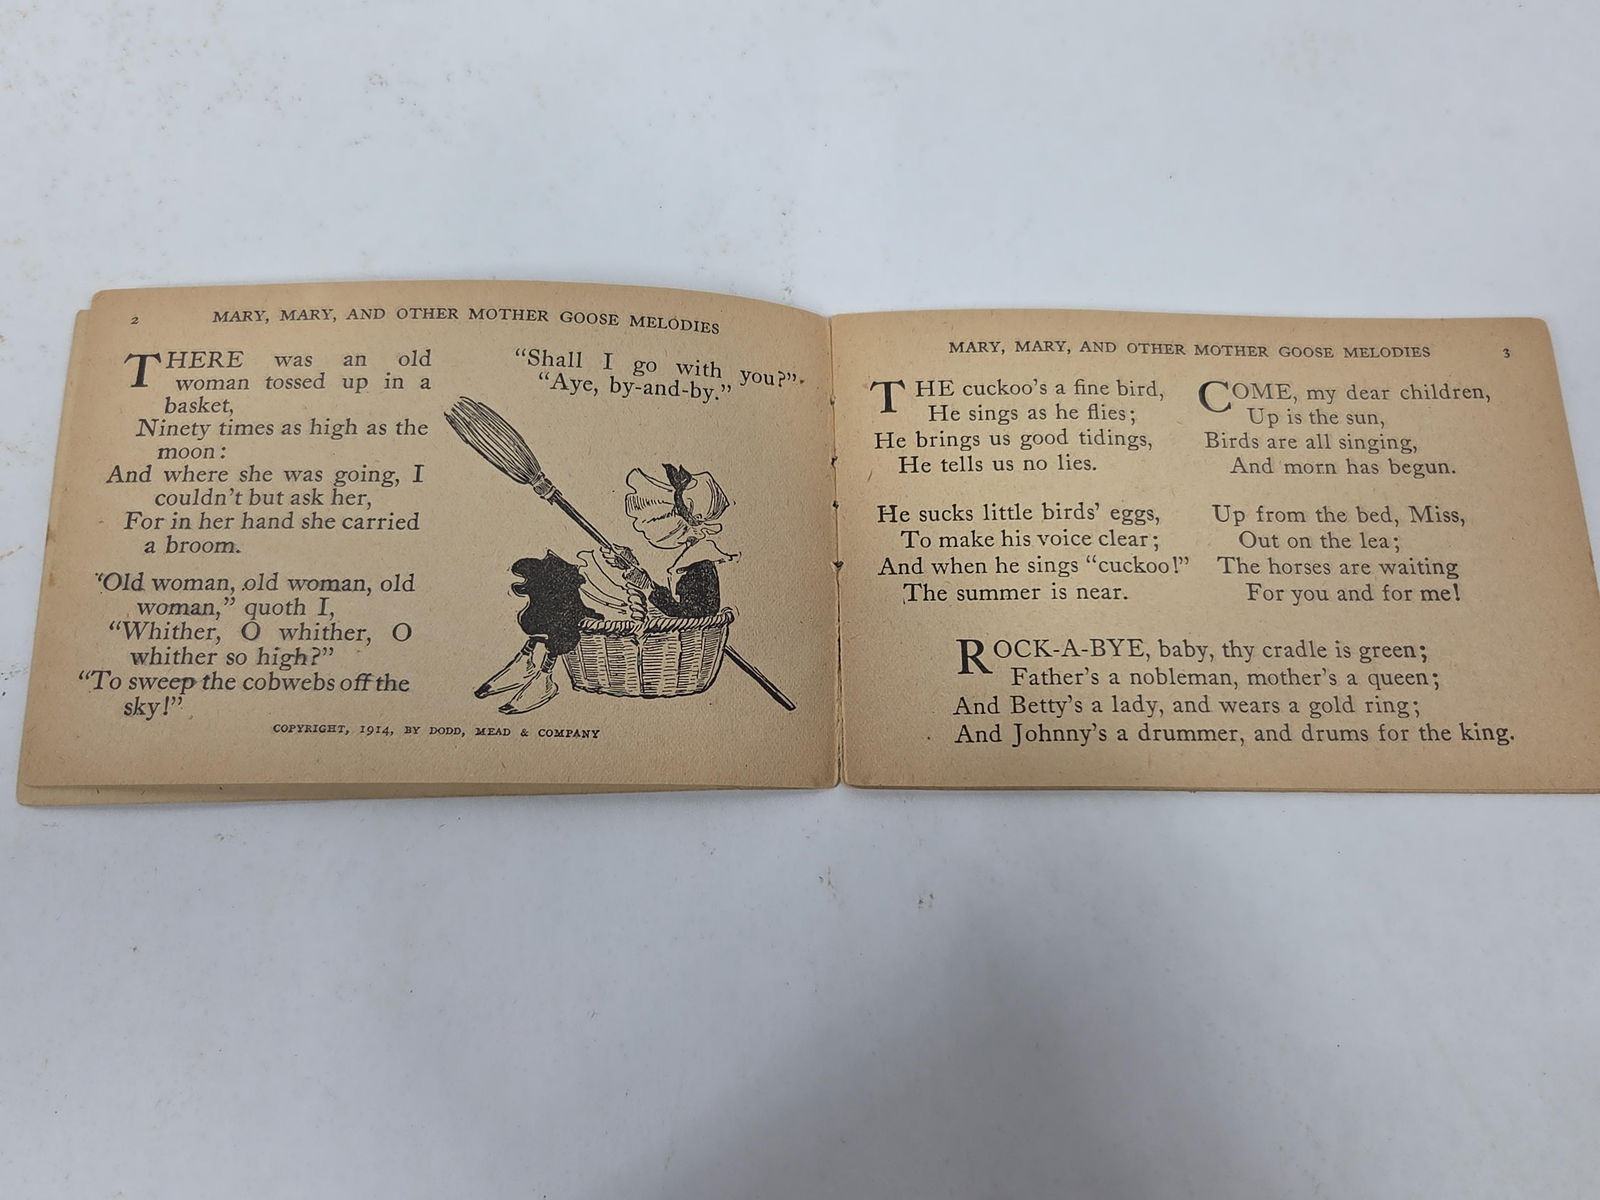 2
MARY, MARY, AND OTHER MOTHER GOOSE MELODIES
THERE was an old
woman tossed up in a
basket,
Ninety times as high as the
moon:
And where she was going, I
couldn't but ask her,
For in her hand she carried
a broom.
"Old woman, old woman, old
woman," quoth I,
"Whither, O whither, O
whither so high?"
"To sweep the cobwebs off the
sky!"
"Shall I go with you?"
"Aye, by-and-by."
COPYRIGHT, 1914, BY DODD, MEAD & COMPANY
MARY, MARY, AND OTHER MOTHER GOOSE MELODIES
3
THE cuckoo's a fine bird,
He sings as he flies;
He brings us good tidings,
He tells us no lies.
He sucks little birds' eggs,
To make his voice clear;
And when he sings "cuckoo!"
The summer is near.
COME, my dear children,
Up is the sun,
Birds are all singing,
And morn has begun.
Up from the bed, Miss,
Out on the lea;
The horses are waiting
For you and for me!
ROCK-A-BYE, baby, thy cradle is green;
Father's a nobleman, mother's a queen;
And Betty's a lady, and wears a gold ring;
And Johnny's a drummer, and drums for the king.